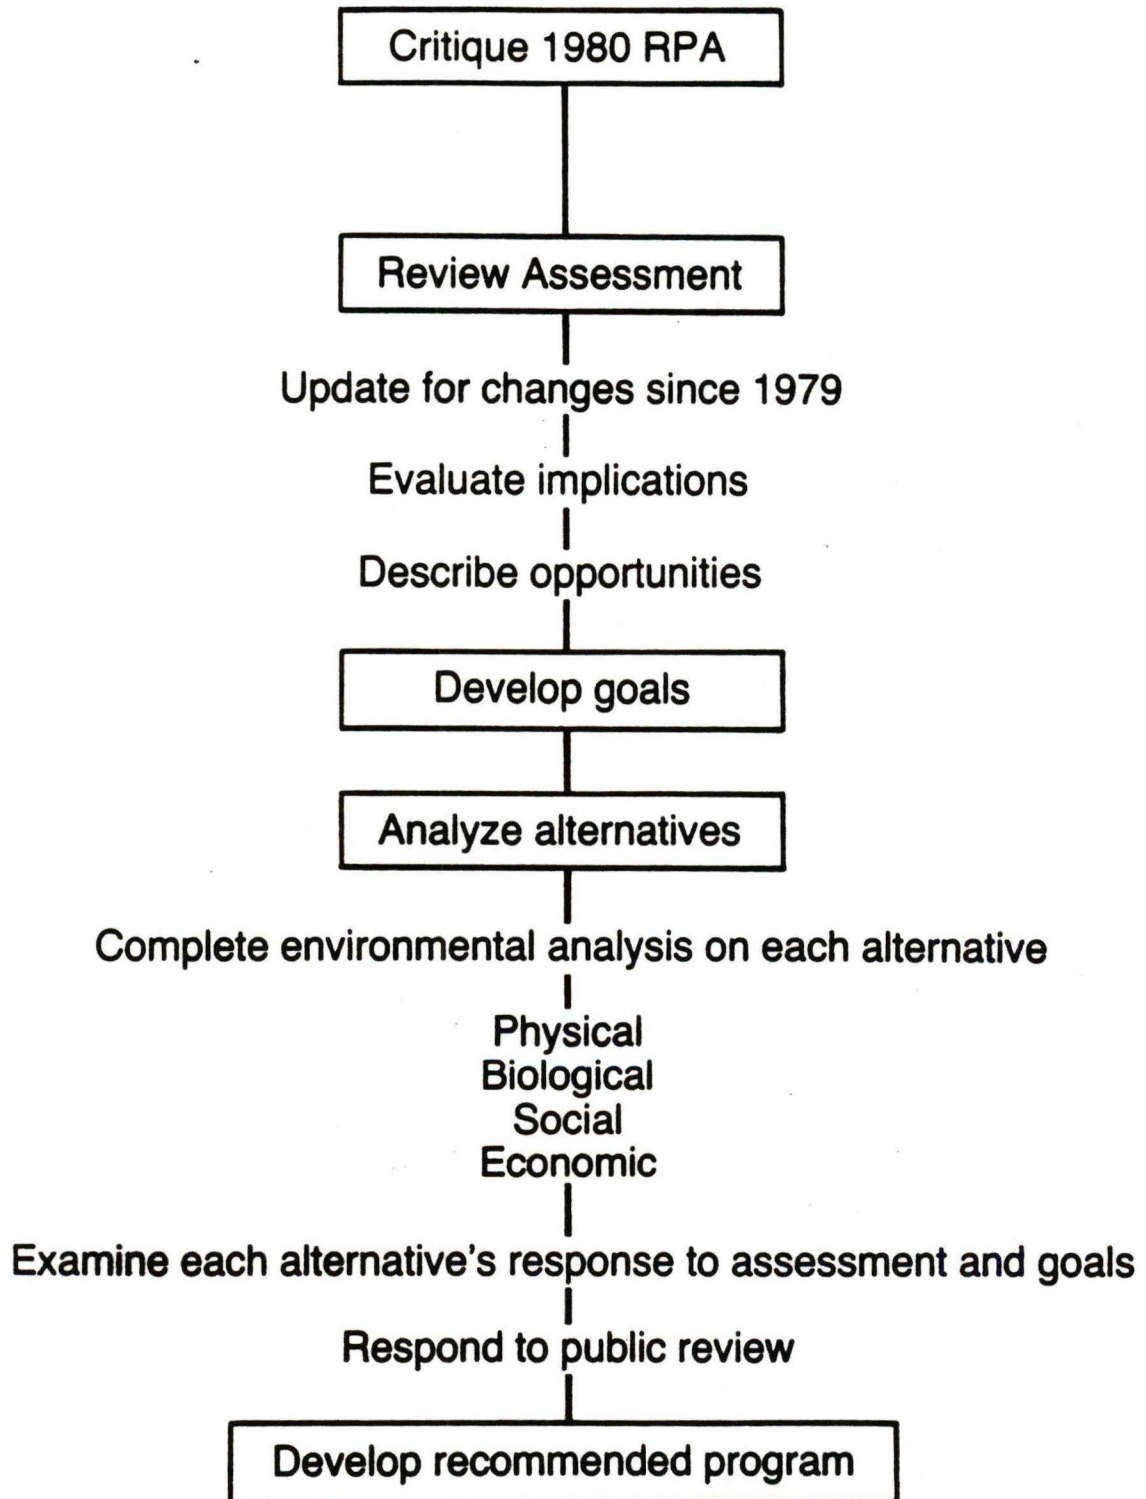 Critique 1980 RPA
Review Assessment
Update for changes since 1979
Evaluate implications
Describe opportunities
Develop goals
Analyze alternatives
Complete environmental analysis on each alternative
Physical
Biological
Social
Economic
Examine each alternative's response to assessment and goals
Respond to public review
Develop recommended program